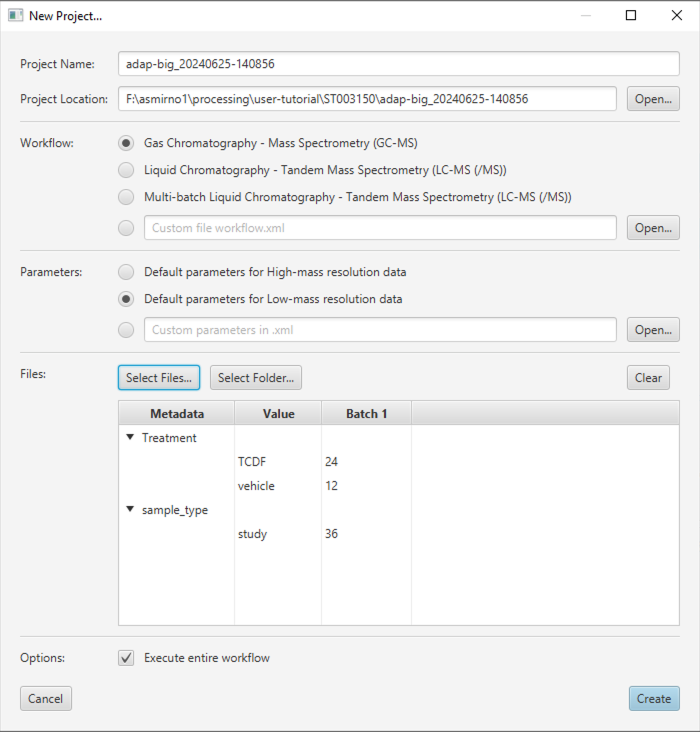 New Project...
Project Name: adap-big_20240625-140856
Project Location: F:\asmirno1\processing\user-tutorial\ST003150\adap-big_20240625-140856 Open...
Workflow: Gas Chromatography - Mass Spectrometry (GC-MS)
Liquid Chromatography - Tandem Mass Spectrometry (LC-MS (/MS))
Multi-batch Liquid Chromatography - Tandem Mass Spectrometry (LC-MS (/MS))
Custom file workflow.xml Open...
Parameters: Default parameters for High-mass resolution data
Default parameters for Low-mass resolution data
Custom parameters in .xml Open...
Files: Select Files... Select Folder... Clear
Metadata Value Batch 1
Treatment
TCDF 24
vehicle 12
sample_type
study 36
Options: Execute entire workflow
Cancel Create